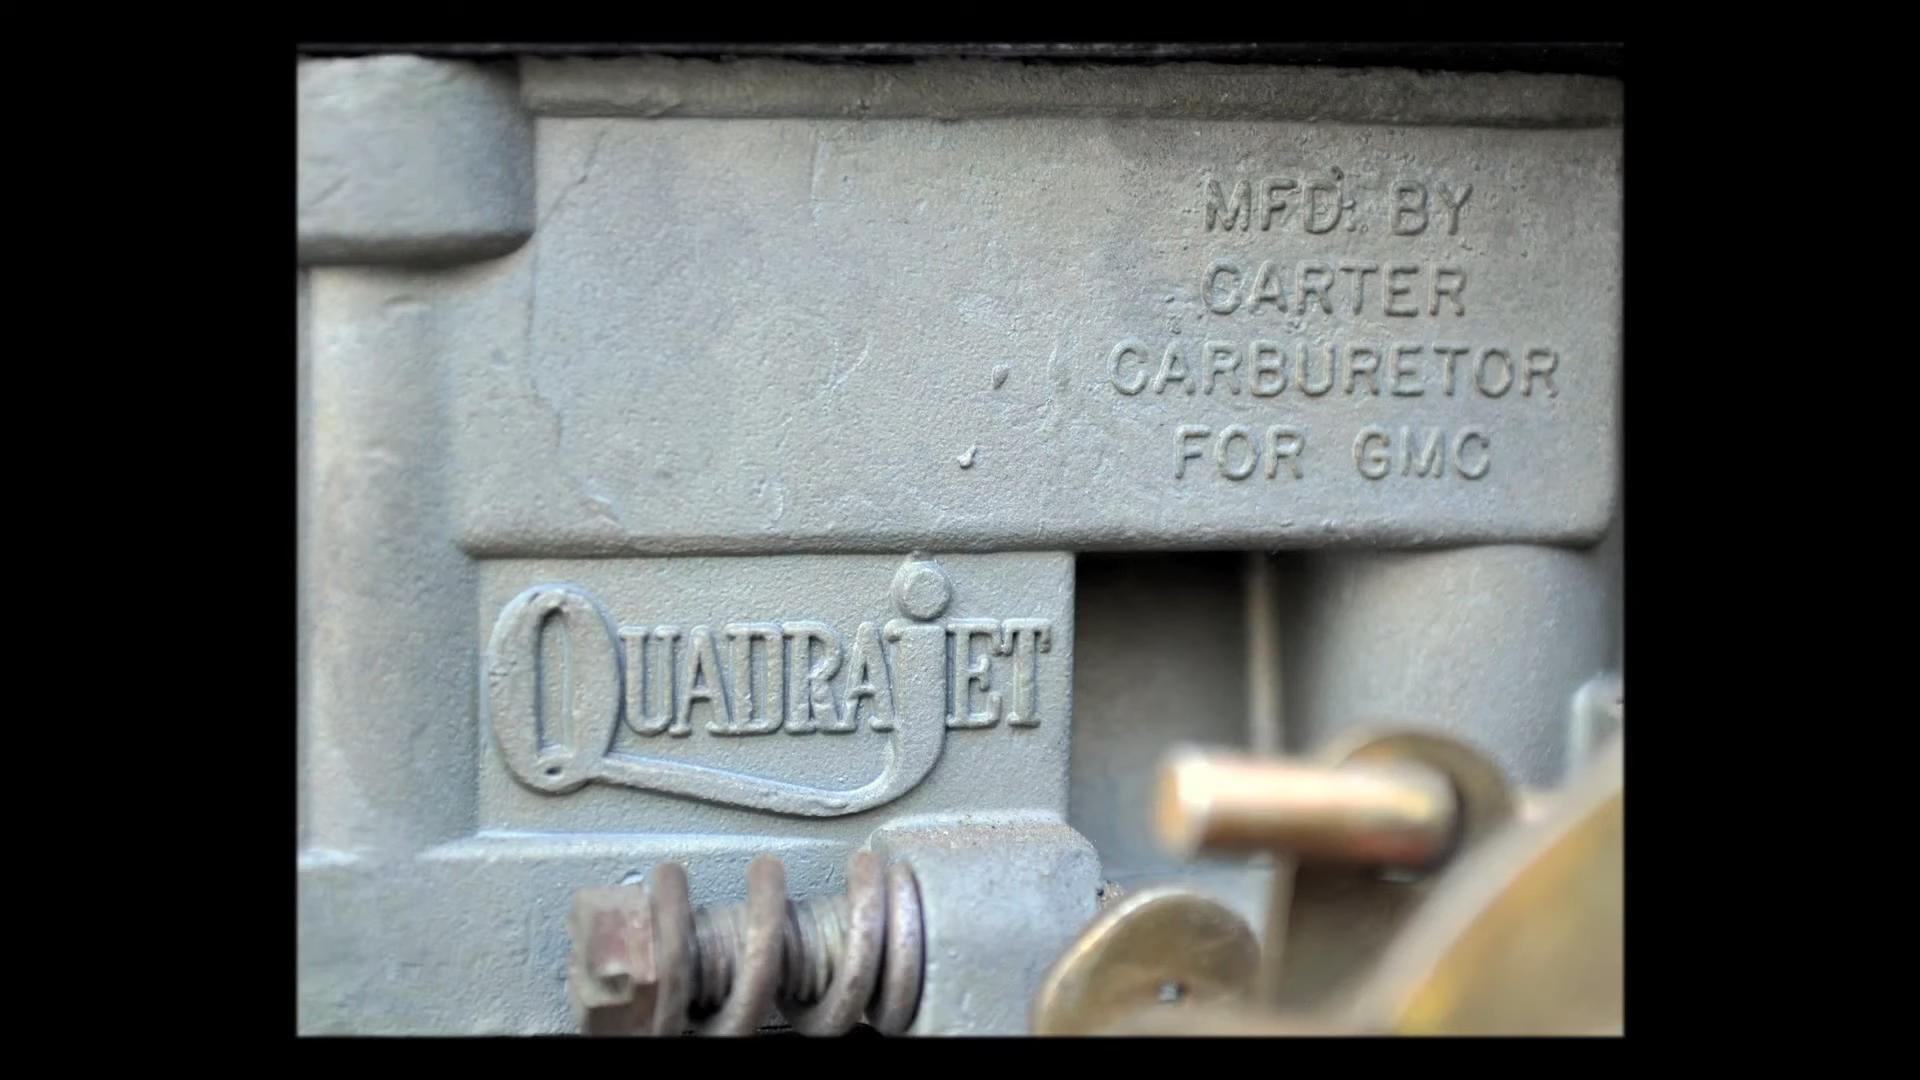 MFD. BY
CARTER
CARBURETOR
FOR GMC
QUADRAjET